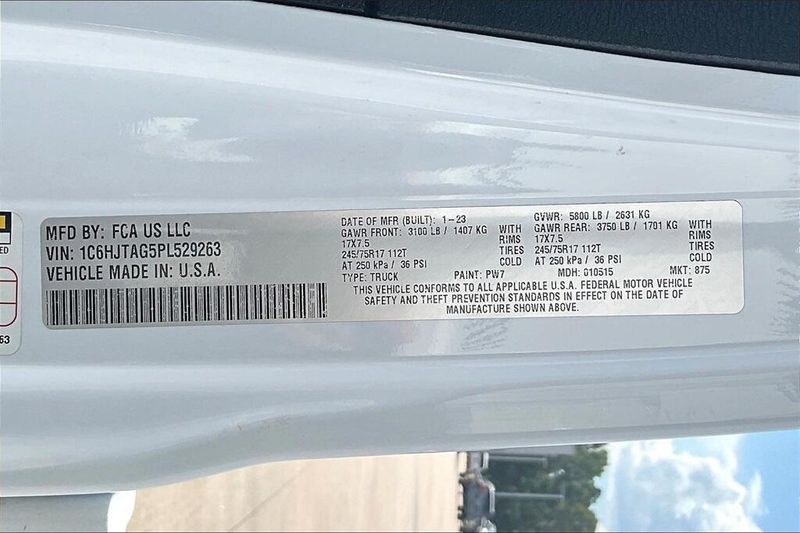 MFD BY: FCA US LLC
VIN: 1C6HJTAG5PL529263
VEHICLE MADE IN U.S.A.
DATE OF MFR (BUILT): 1-23
GAWR FRONT: 3100 LB / 1407 KG WITH
17X7.5 RIMS
245/75R17 112T TIRES
AT 250 kPa / 36 PSI COLD
TYPE: TRUCK PAINT: PW7
GVWR: 5800 LB / 2631 KG
GAWR REAR: 3750 LB / 1701 KG WITH
17X7.5 RIMS
245/75R17 112T TIRES
AT 250 kPa / 36 PSI COLD
MDH: 010515 MKT: 875
THIS VEHICLE CONFORMS TO ALL APPLICABLE U.S.A. FEDERAL MOTOR VEHICLE
SAFETY AND THEFT PREVENTION STANDARDS IN EFFECT ON THE DATE OF
MANUFACTURE SHOWN ABOVE.
63